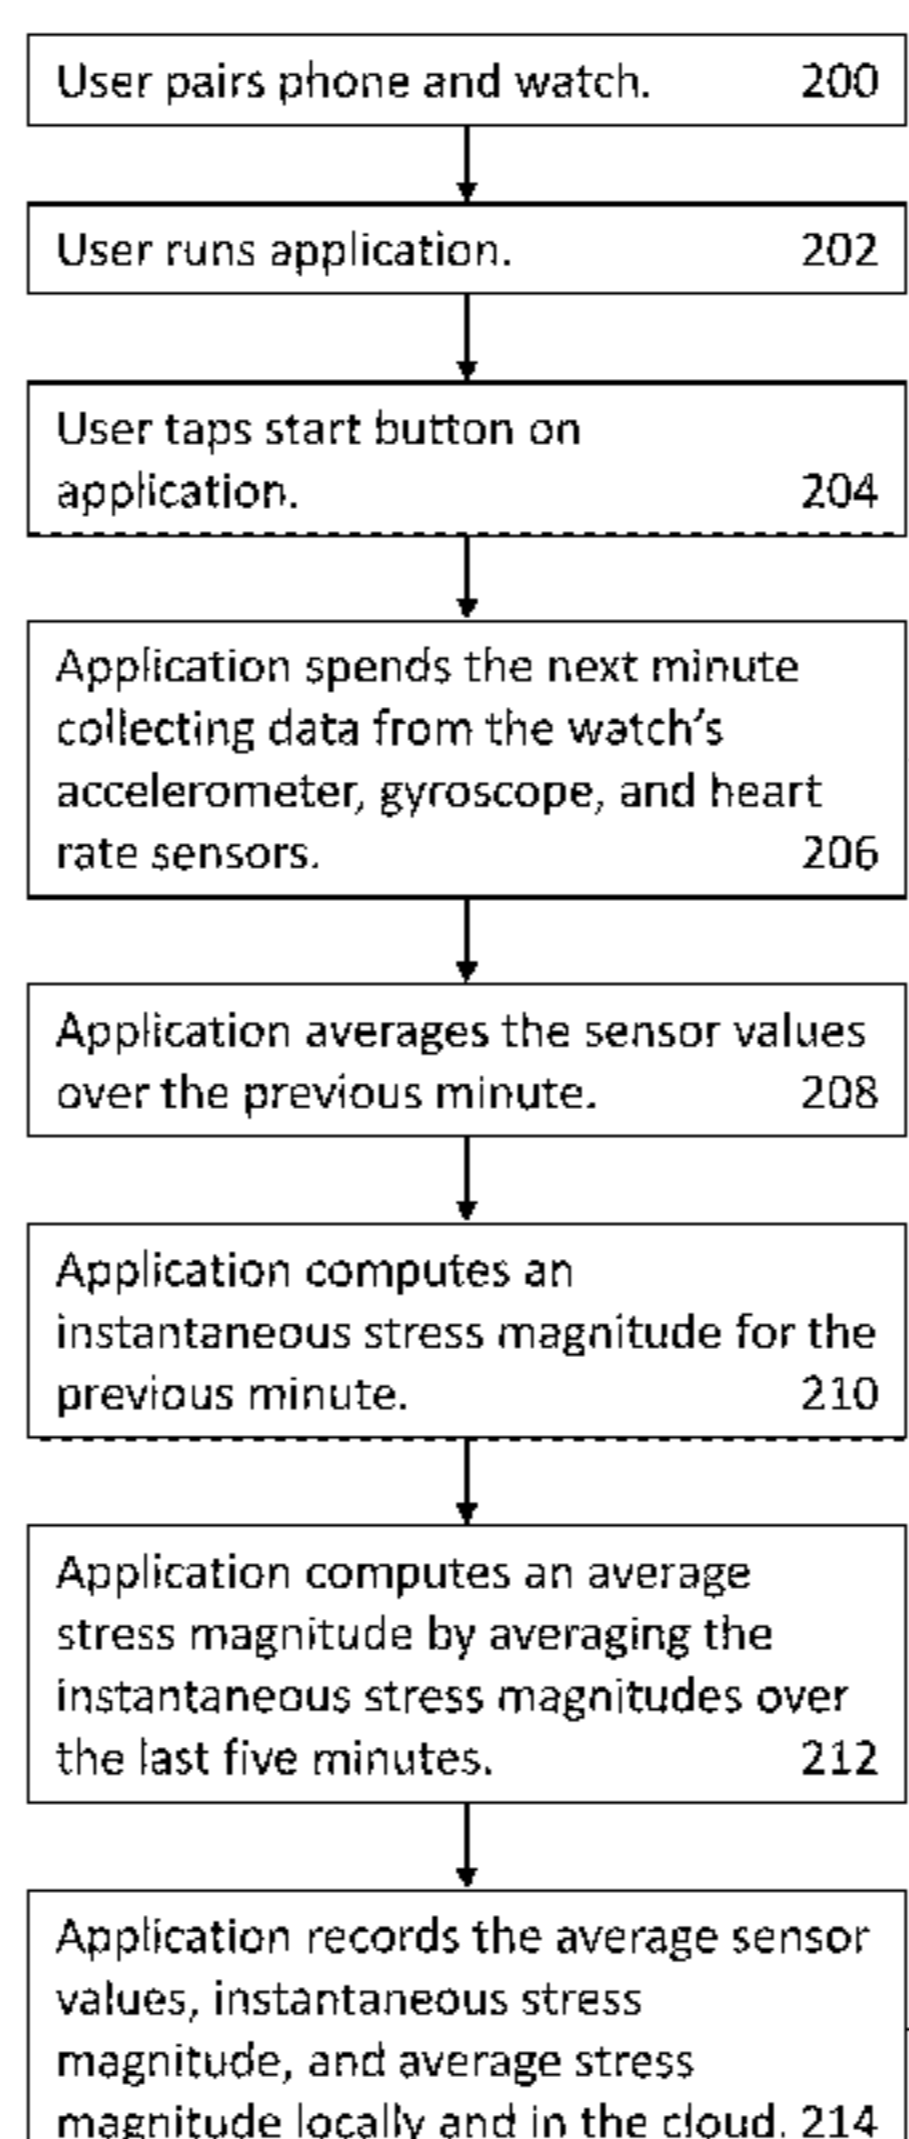 User pairs phone and watch. 200
User runs application. 202
User taps start button on
application. 204
Application spends the next minute
collecting data from the watch's
accelerometer, gyroscope, and heart
rate sensors. 206
Application averages the sensor values
over the previous minute. 208
Application computes an
instantaneous stress magnitude for the
previous minute. 210
Application computes an average
stress magnitude by averaging the
instantaneous stress magnitudes over
the last five minutes. 212
Application records the average sensor
values, instantaneous stress
magnitude, and average stress
magnitude locally and in the cloud. 214